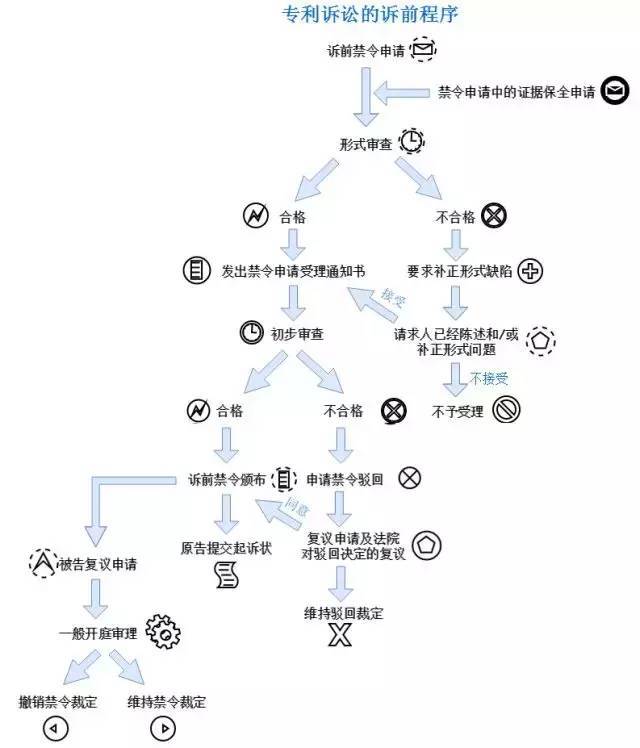 专利诉讼的诉前程序
诉前禁令申请
禁令申请中的证据保全申请
形式审查
合格
不合格
发出禁令申请受理通知书
要求补正形式缺陷
接受
初步审查
请求人已经陈述和/或
补正形式问题
不接受
合格
不合格
不予受理
诉前禁令颁布
申请禁令驳回
同意
原告提交起诉状
复议申请及法院
对驳回决定的复议
被告复议申请
维持驳回裁定
一般开庭审理
撤销禁令裁定
维持禁令裁定